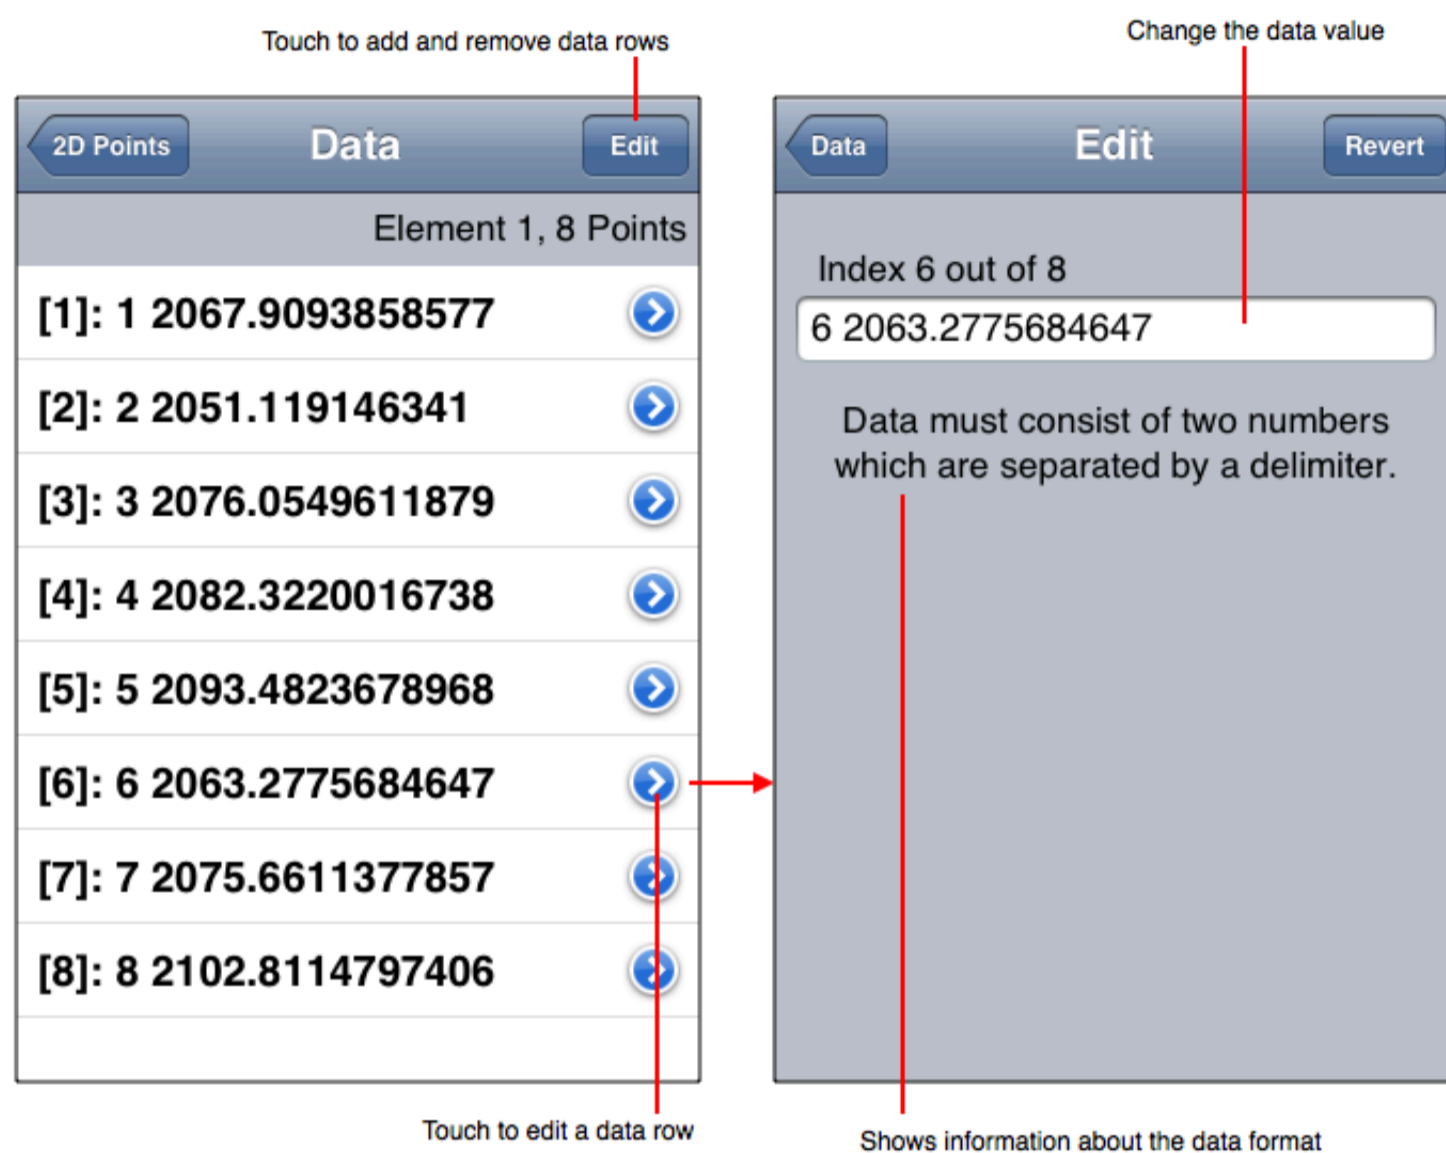 Touch to add and remove data rows
Change the data value
2D Points
Data
Edit
Element 1, 8 Points
[1]: 1 2067.9093858577
[2]: 2 2051.119146341
[3]: 3 2076.0549611879
[4]: 4 2082.3220016738
[5]: 5 2093.4823678968
[6]: 6 2063.2775684647
[7]: 7 2075.6611377857
[8]: 8 2102.8114797406
Touch to edit a data row
Data
Edit
Revert
Index 6 out of 8
6 2063.2775684647
Data must consist of two numbers
which are separated by a delimiter.
Shows information about the data format